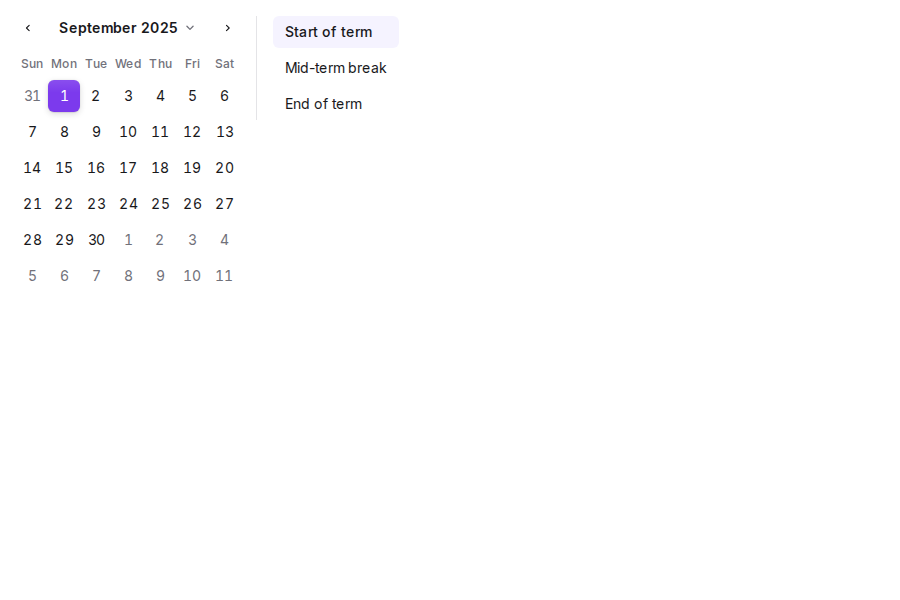 September 2025
Sun Mon Tue Wed Thu Fri Sat
31 1 2 3 4 5 6
7 8 9 10 11 12 13
14 15 16 17 18 19 20
21 22 23 24 25 26 27
28 29 30 1 2 3 4
5 6 7 8 9 10 11
Start of term
Mid-term break
End of term